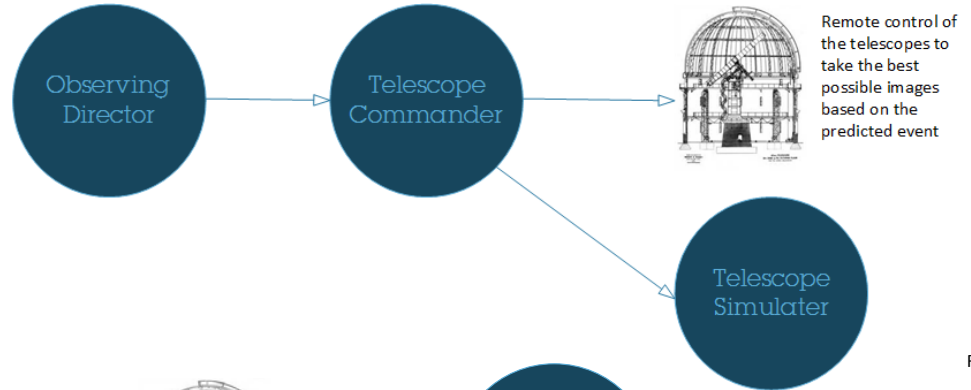 Observing
Director
Telescope
Commander
Remote control of
the telescopes to
take the best
possible images
based on the
predicted event
Telescope
Simulater
F